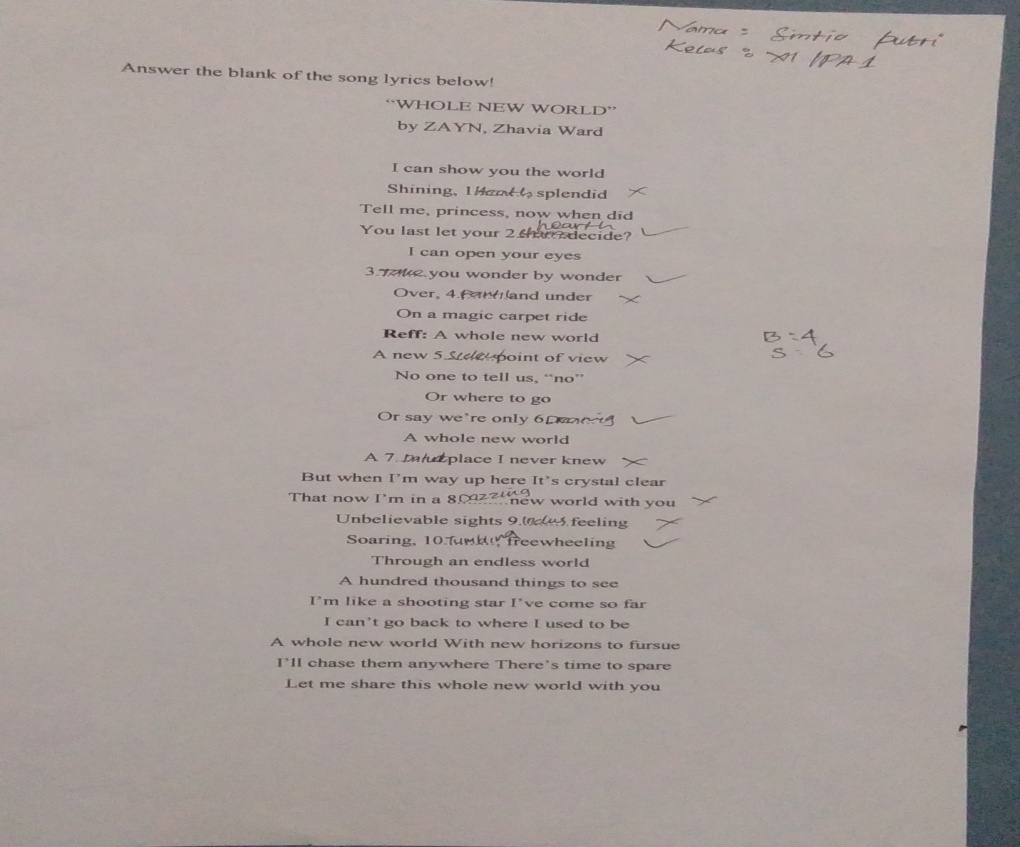 Nama : Sintia putri
Kelas : XI IPA 1
Answer the blank of the song lyrics below!
“WHOLE NEW WORLD”
by ZAYN, Zhavia Ward
I can show you the world
Shining, 1 splendid
Tell me, princess, now when did
You last let your 2 hearth decide?
I can open your eyes
3. you wonder by wonder
Over, 4. and under
On a magic carpet ride
Reff: A whole new world
A new 5 point of view
No one to tell us, “no”
Or where to go
Or say we're only 6
A whole new world
A 7. place I never knew
But when I'm way up here It's crystal clear
That now I'm in a 8 Dazzing new world with you
Unbelievable sights 9. feeling
Soaring, 10. freewheeling
Through an endless world
A hundred thousand things to see
I'm like a shooting star I've come so far
I can't go back to where I used to be
A whole new world With new horizons to fursue
I'll chase them anywhere There's time to spare
Let me share this whole new world with you
B : 4
S : 6